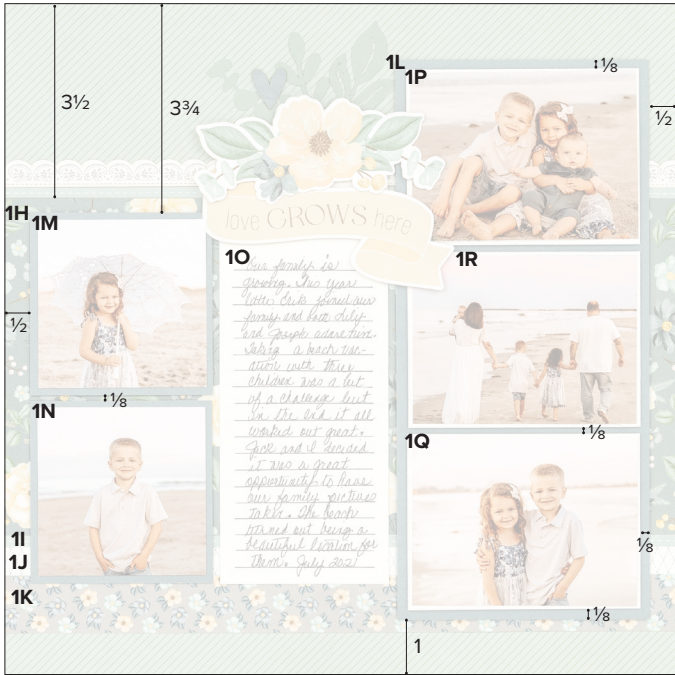 3½
3¾
⅛
½
1L
1P
1H
1M
love GROWS here
1O
1R
Our family is
growing. This year
little Erik joined our
family and both Lily
and Joseph adore him.
Taking a beach vac-
ation with three
children was a bit
of a challenge but
in the end it all
worked out great.
Jack and I decided
it was a great
opportunity to have
our family pictures
taken. The beach
turned out being a
beautiful location for
them. July 2021
½
⅛
1N
⅛
1Q
1I
1J
⅛
1K
⅛
1